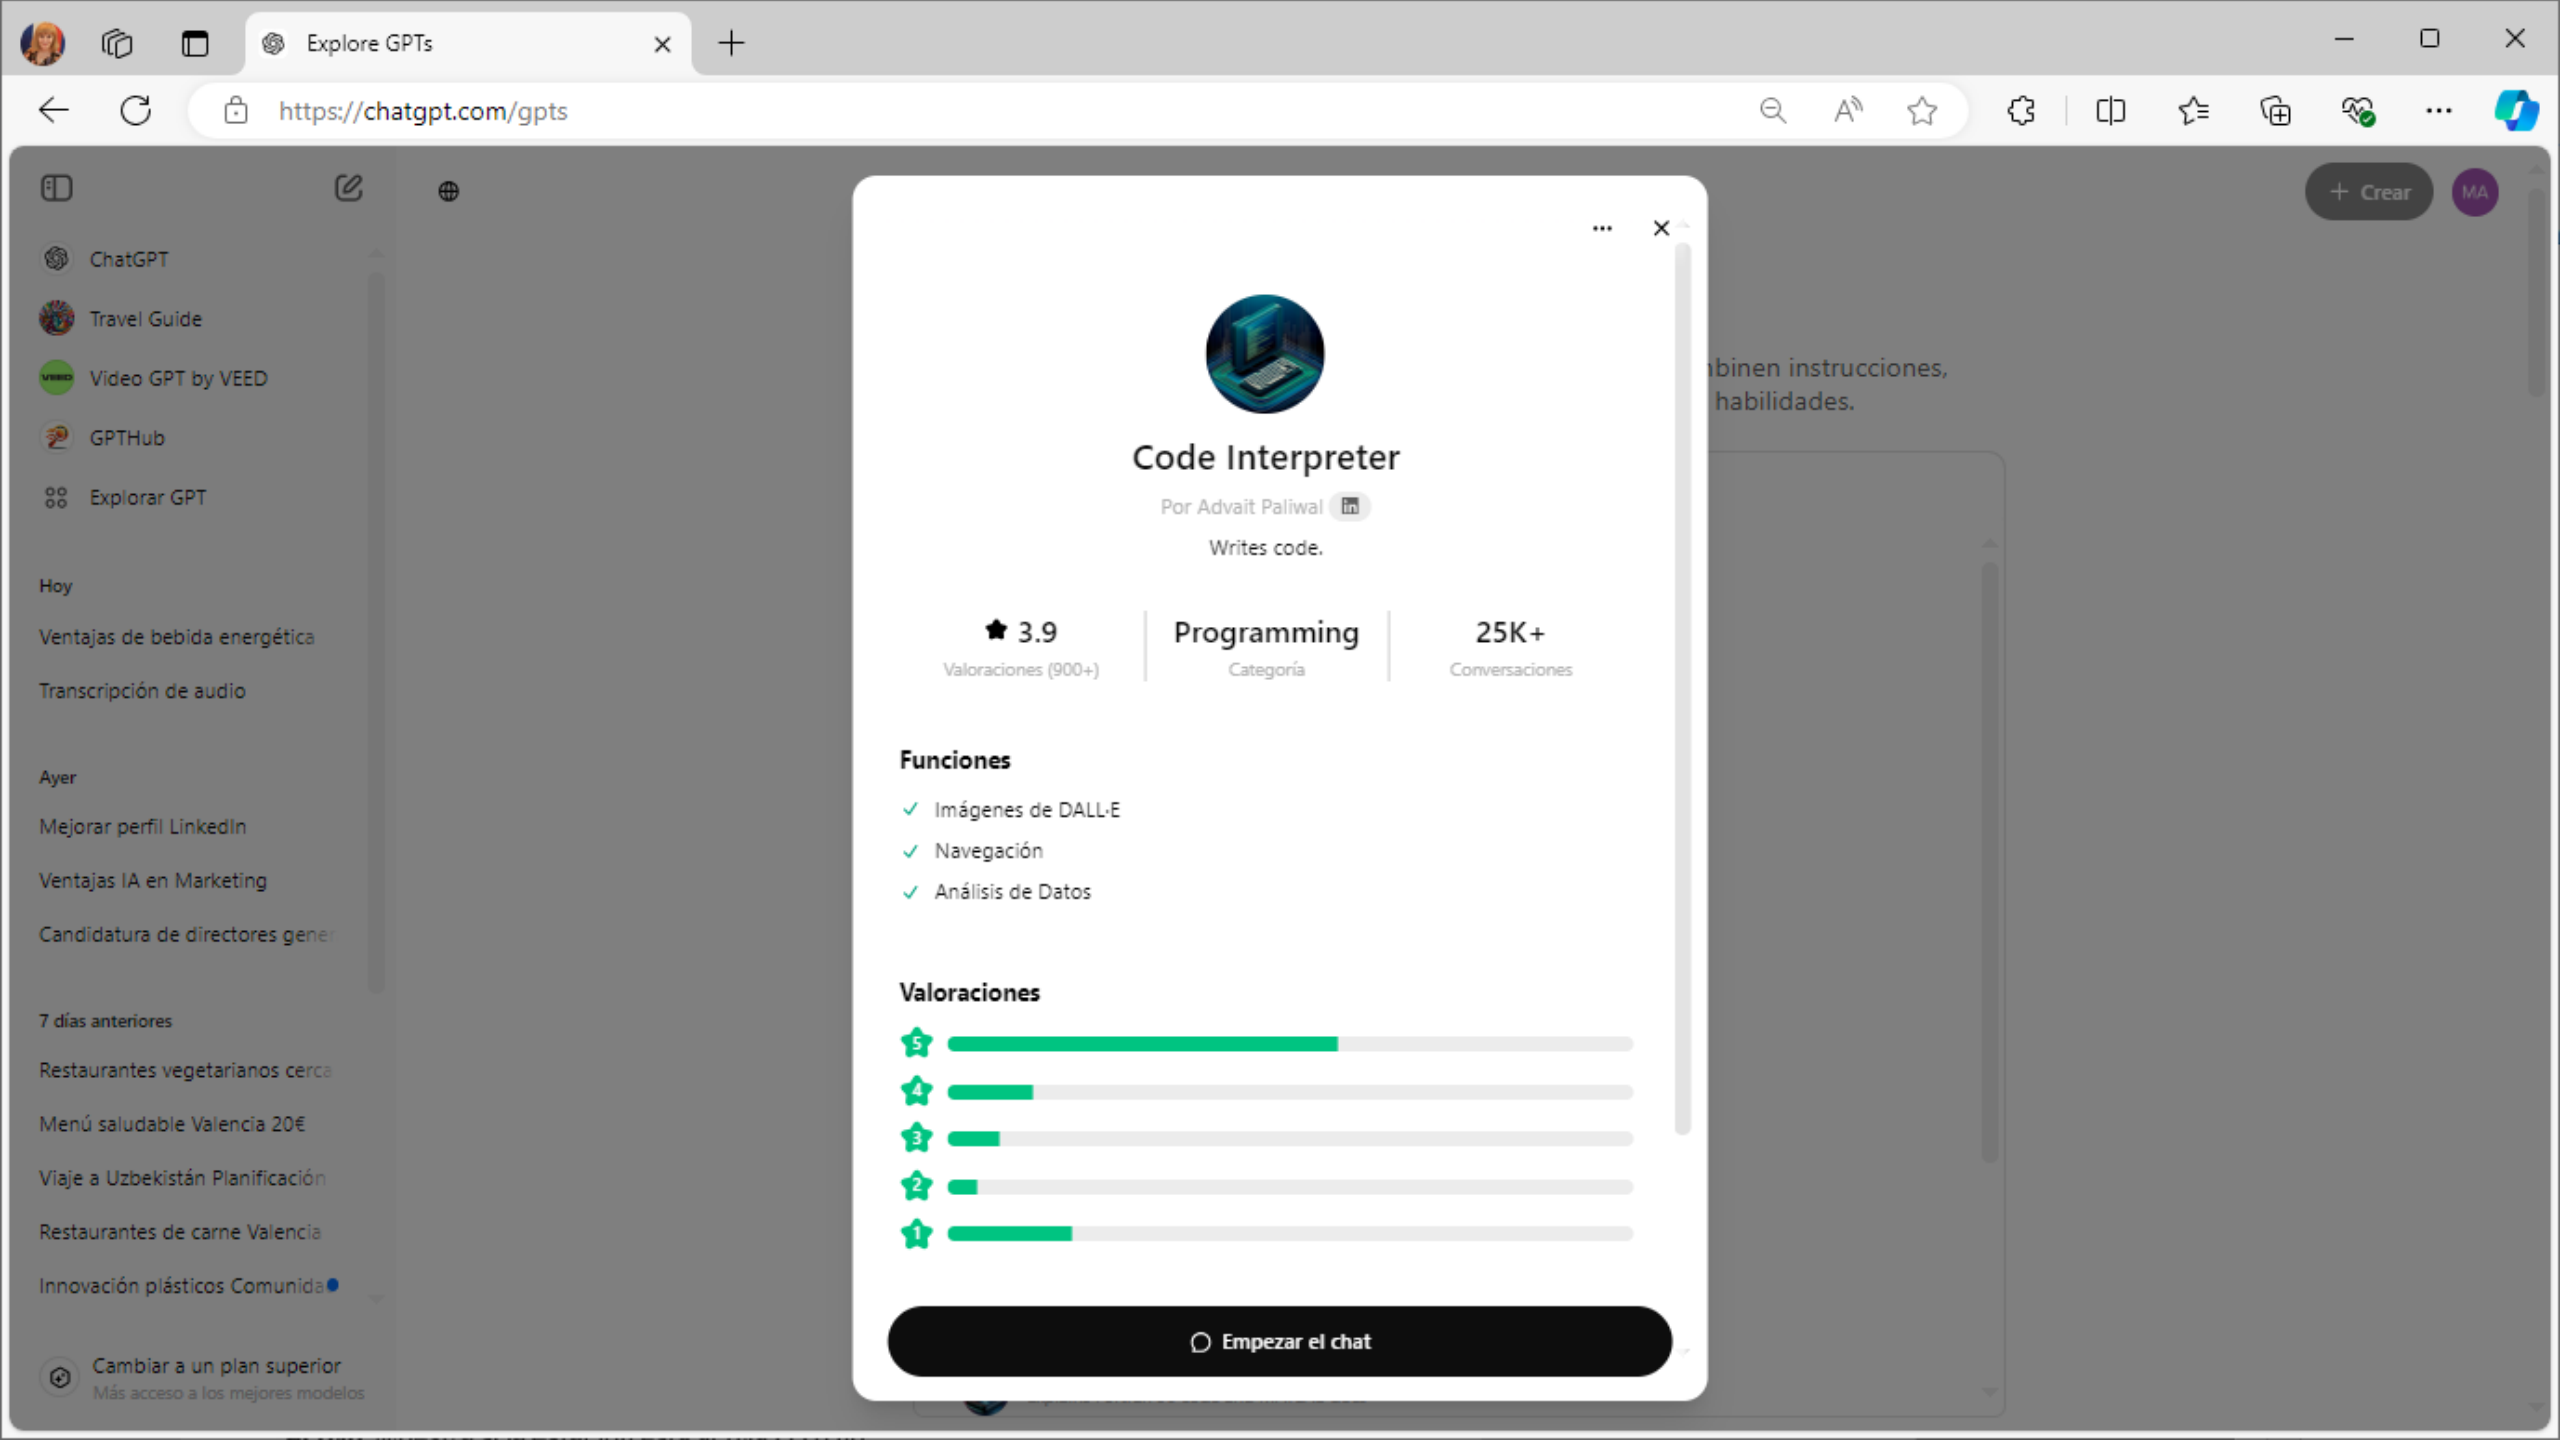 Explore GPTs
https://chatgpt.com/gpts
ChatGPT
Travel Guide
VEED
Video GPT by VEED
GPTHub
Explorar GPT
Hoy
Ventajas de bebida energética
Transcripción de audio
Ayer
Mejorar perfil LinkedIn
Ventajas IA en Marketing
Candidatura de directores gener
7 días anteriores
Restaurantes vegetarianos cerca
Menú saludable Valencia 20€
Viaje a Uzbekistán Planificación
Restaurantes de carne Valencia
Innovación plásticos Comunida
Cambiar a un plan superior
Más acceso a los mejores modelos
Crear
MA
instrucciones,
habilidades.
Code Interpreter
Por Advait Paliwal
Writes code.
3.9
Valoraciones (900+)
Programming
Categoría
25K+
Conversaciones
Funciones
Imágenes de DALL·E
Navegación
Análisis de Datos
Valoraciones
5
4
3
2
1
Empezar el chat